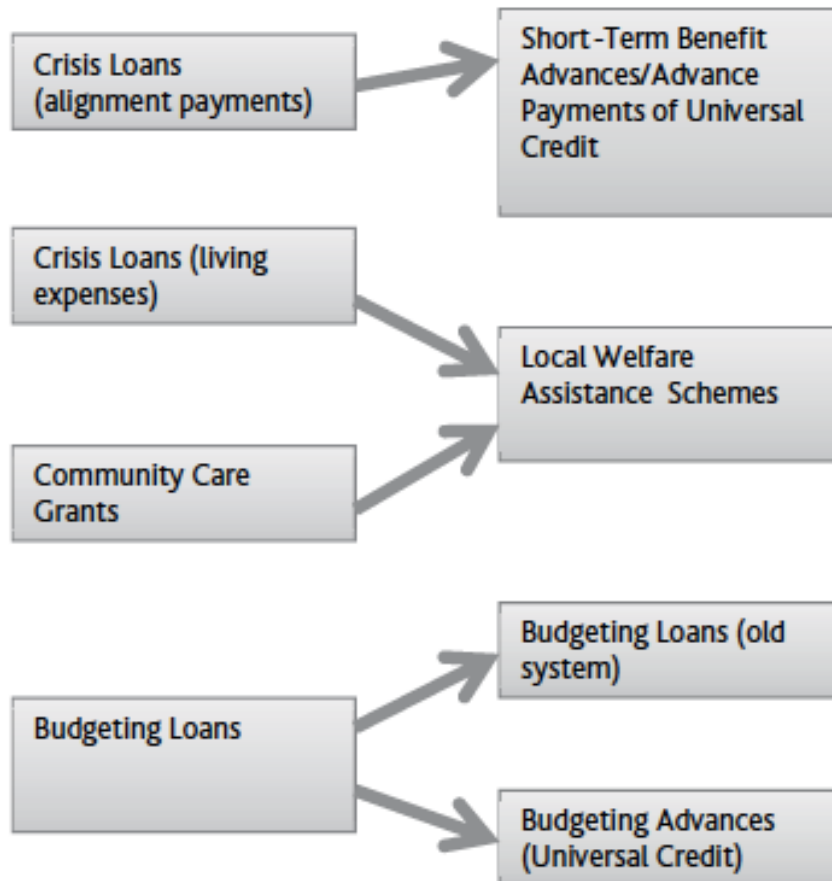 Crisis Loans
(alignment payments)
Short-Term Benefit
Advances/Advance
Payments of Universal
Credit
Crisis Loans (living
expenses)
Community Care
Grants
Local Welfare
Assistance Schemes
Budgeting Loans
Budgeting Loans (old
system)
Budgeting Advances
(Universal Credit)